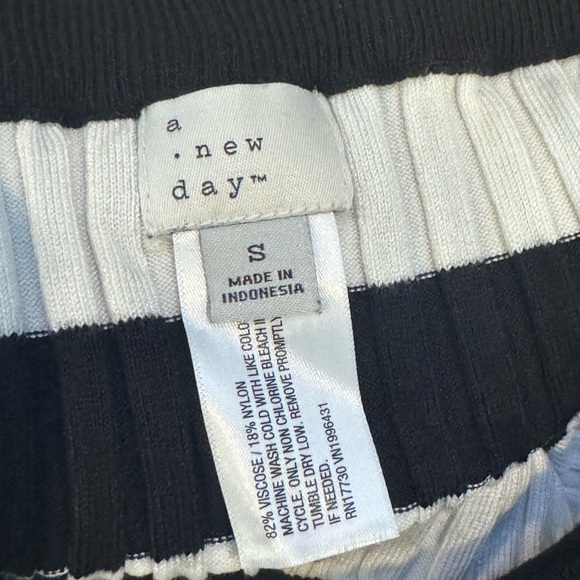 a
. new
day™
S
MADE IN
INDONESIA
82% VISCOSE / 18% NYLON
MACHINE WASH COLD WITH LIKE COLO
CYCLE. ONLY NON CHLORINE BLEACH I
TUMBLE DRY LOW. REMOVE PROMPTLY
IF NEEDED.
RN17730 VN1996431